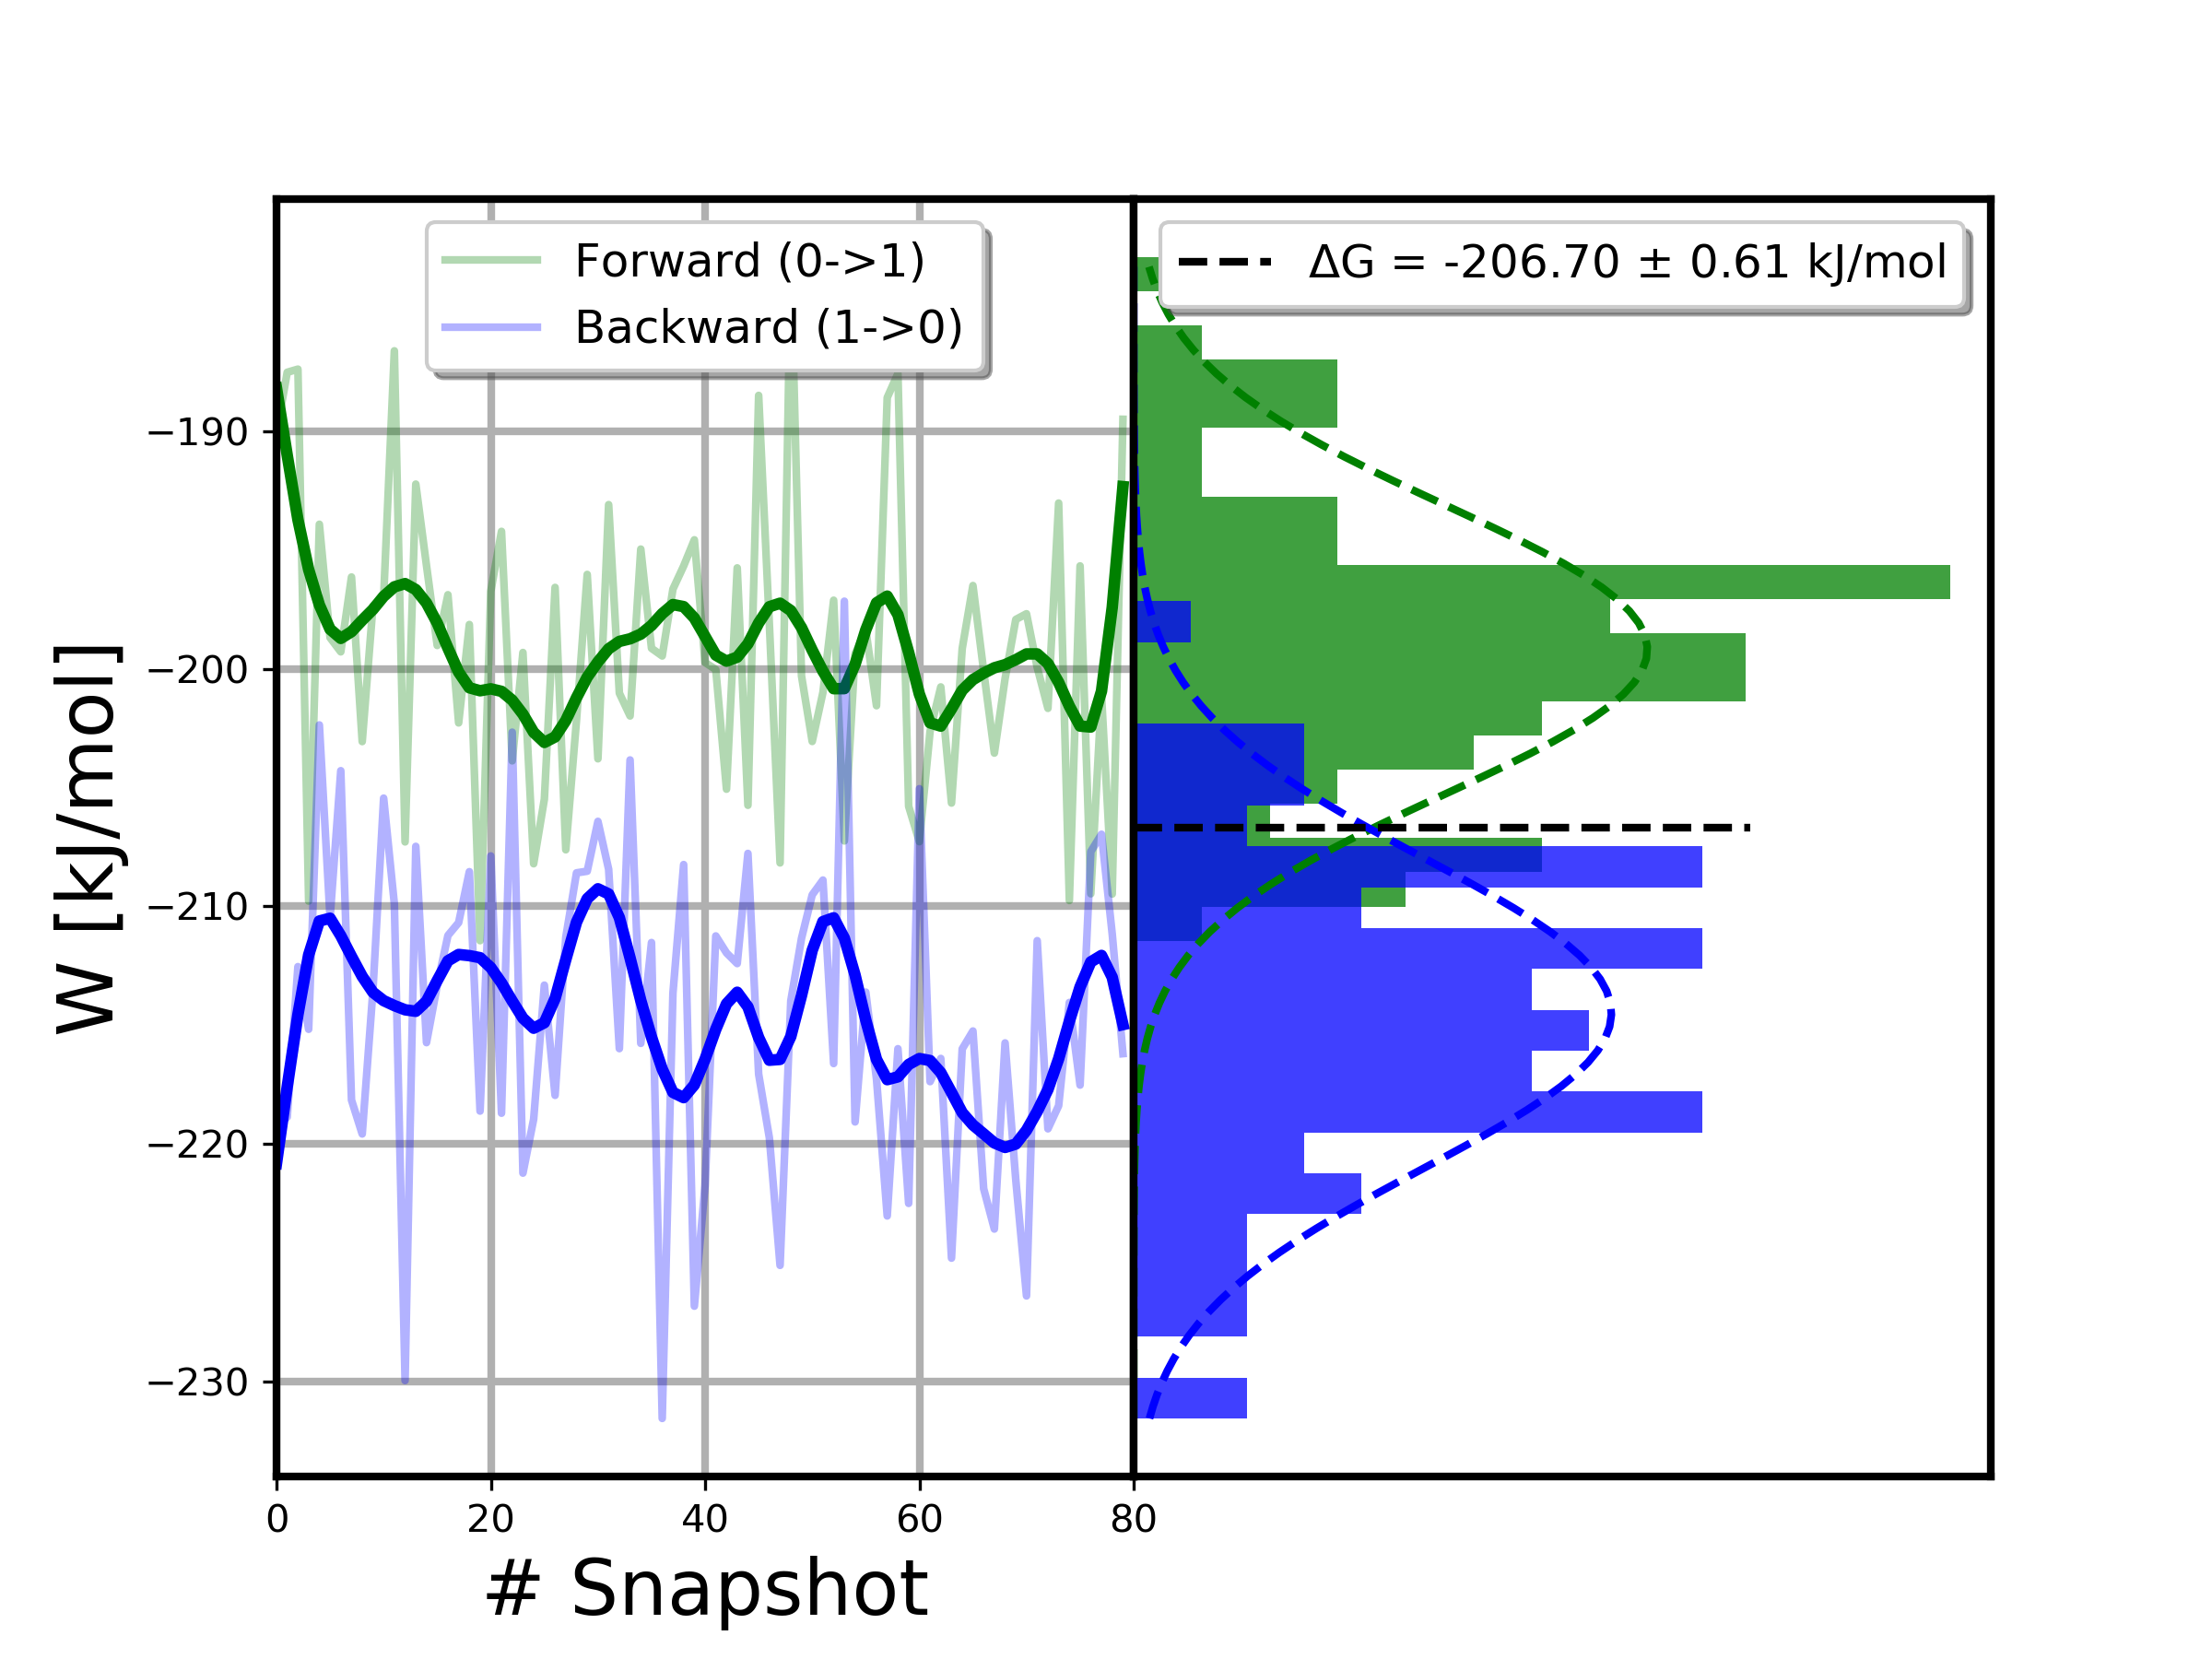 Forward (0->1)
Backward (1->0)
ΔG = -206.70 ± 0.61 kJ/mol
W [kJ/mol]
−190
−200
−210
−220
−230
0 20 40 60 80
# Snapshot